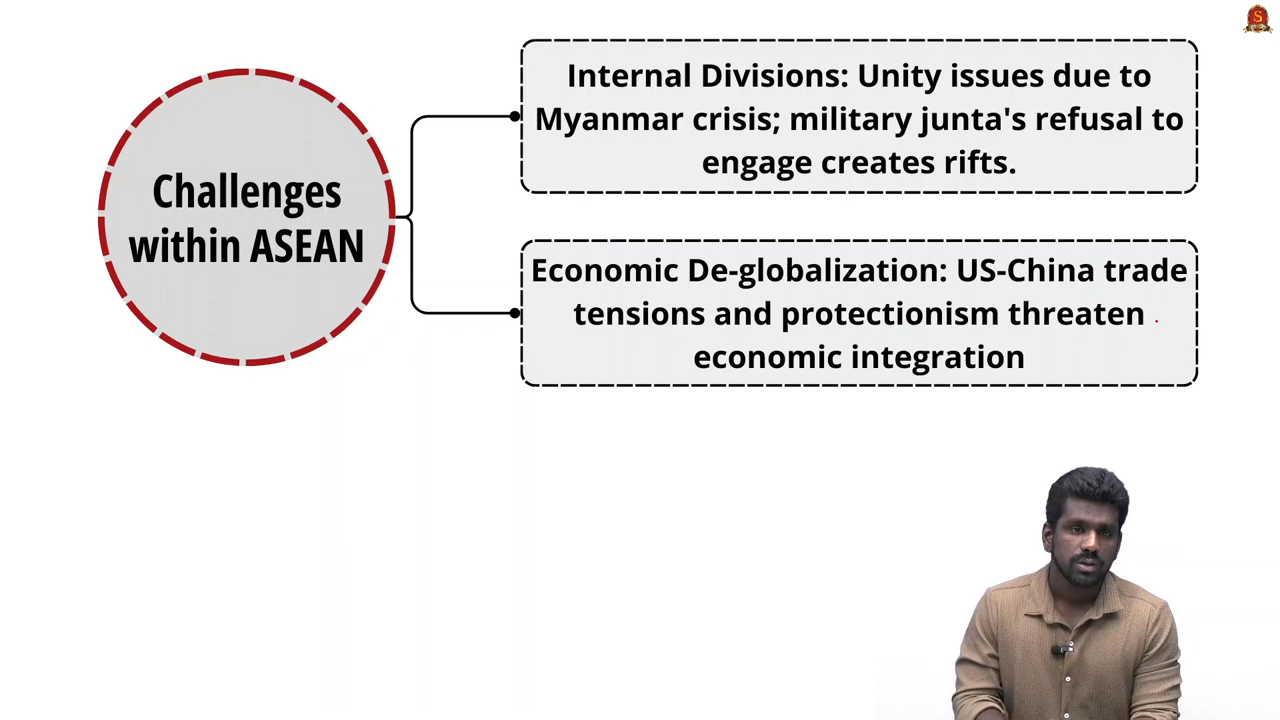 Challenges
within ASEAN
Internal Divisions: Unity issues due to
Myanmar crisis; military junta's refusal to
engage creates rifts.
Economic De-globalization: US-China trade
tensions and protectionism threaten
economic integration